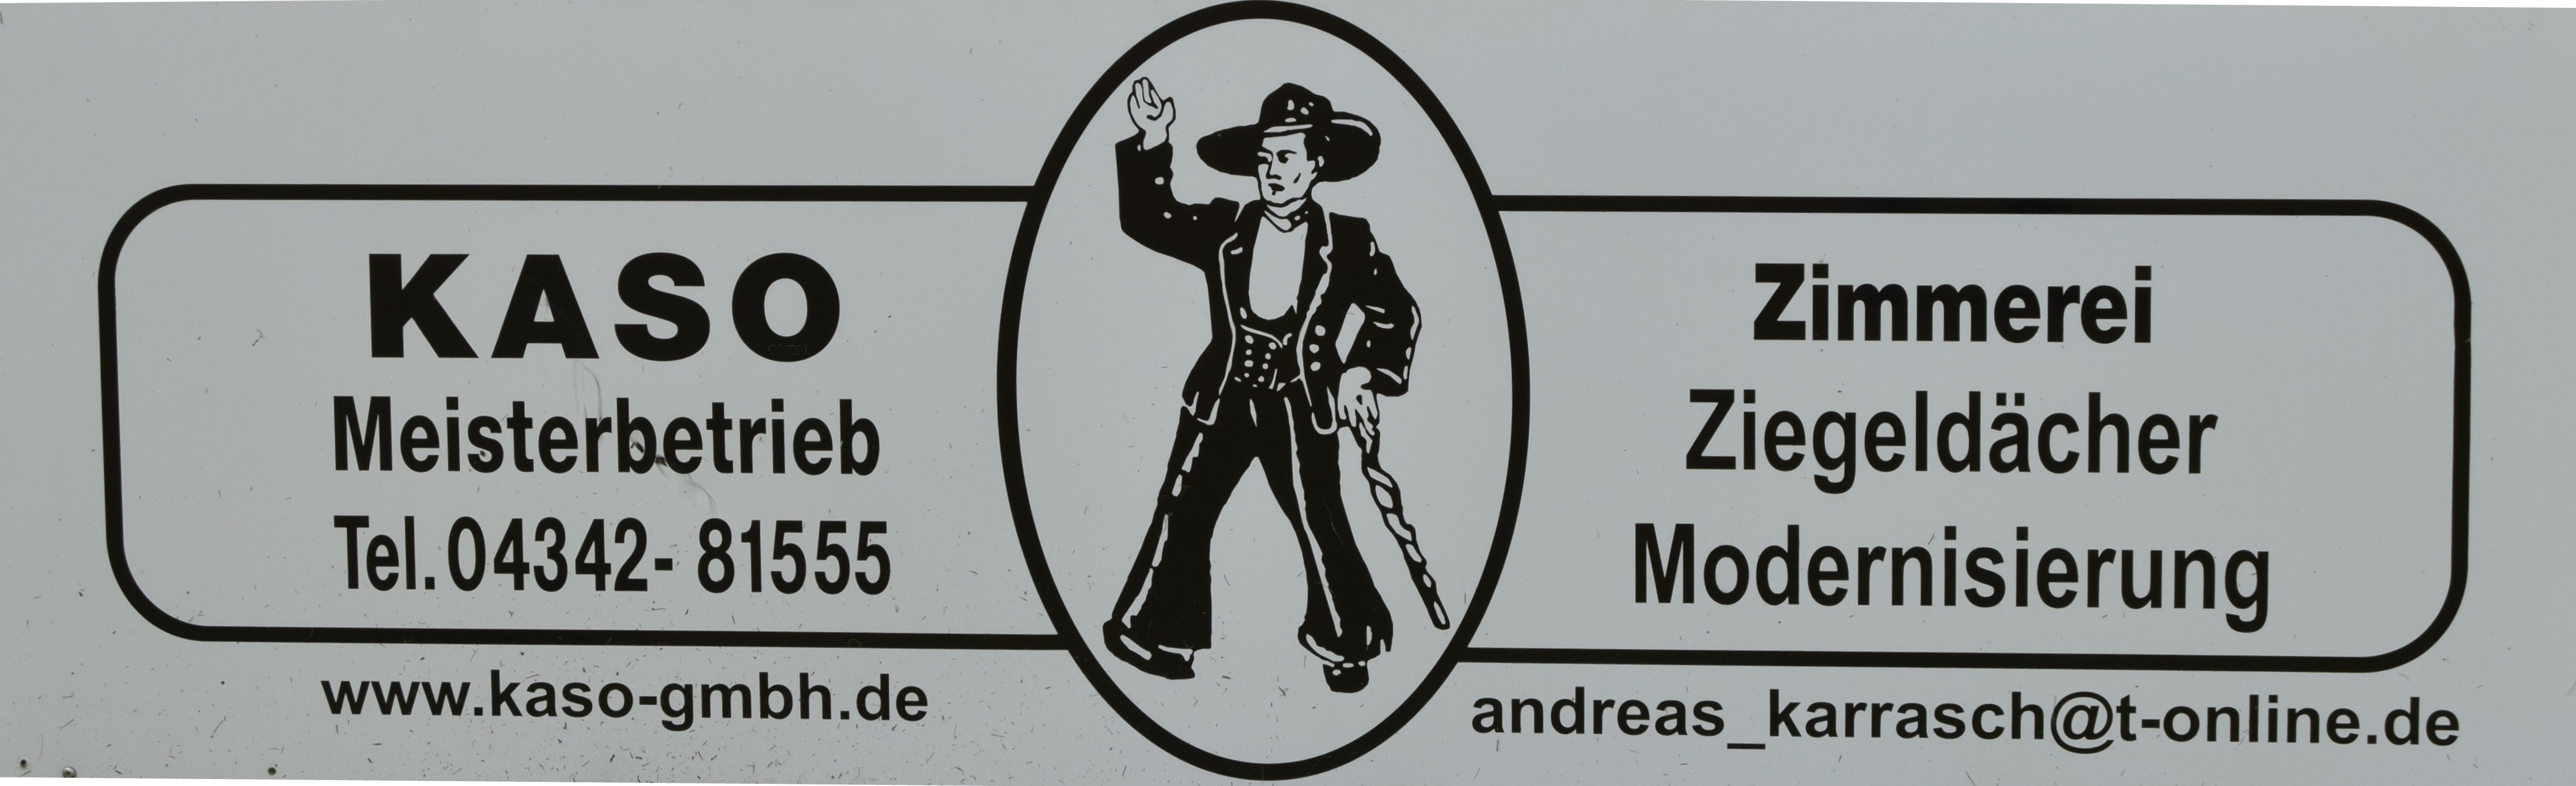 KASO
Meisterbetrieb
Tel.04342- 81555
www.kaso-gmbh.de
Zimmerei
Ziegeldächer
Modernisierung
andreas_karrasch@t-online.de